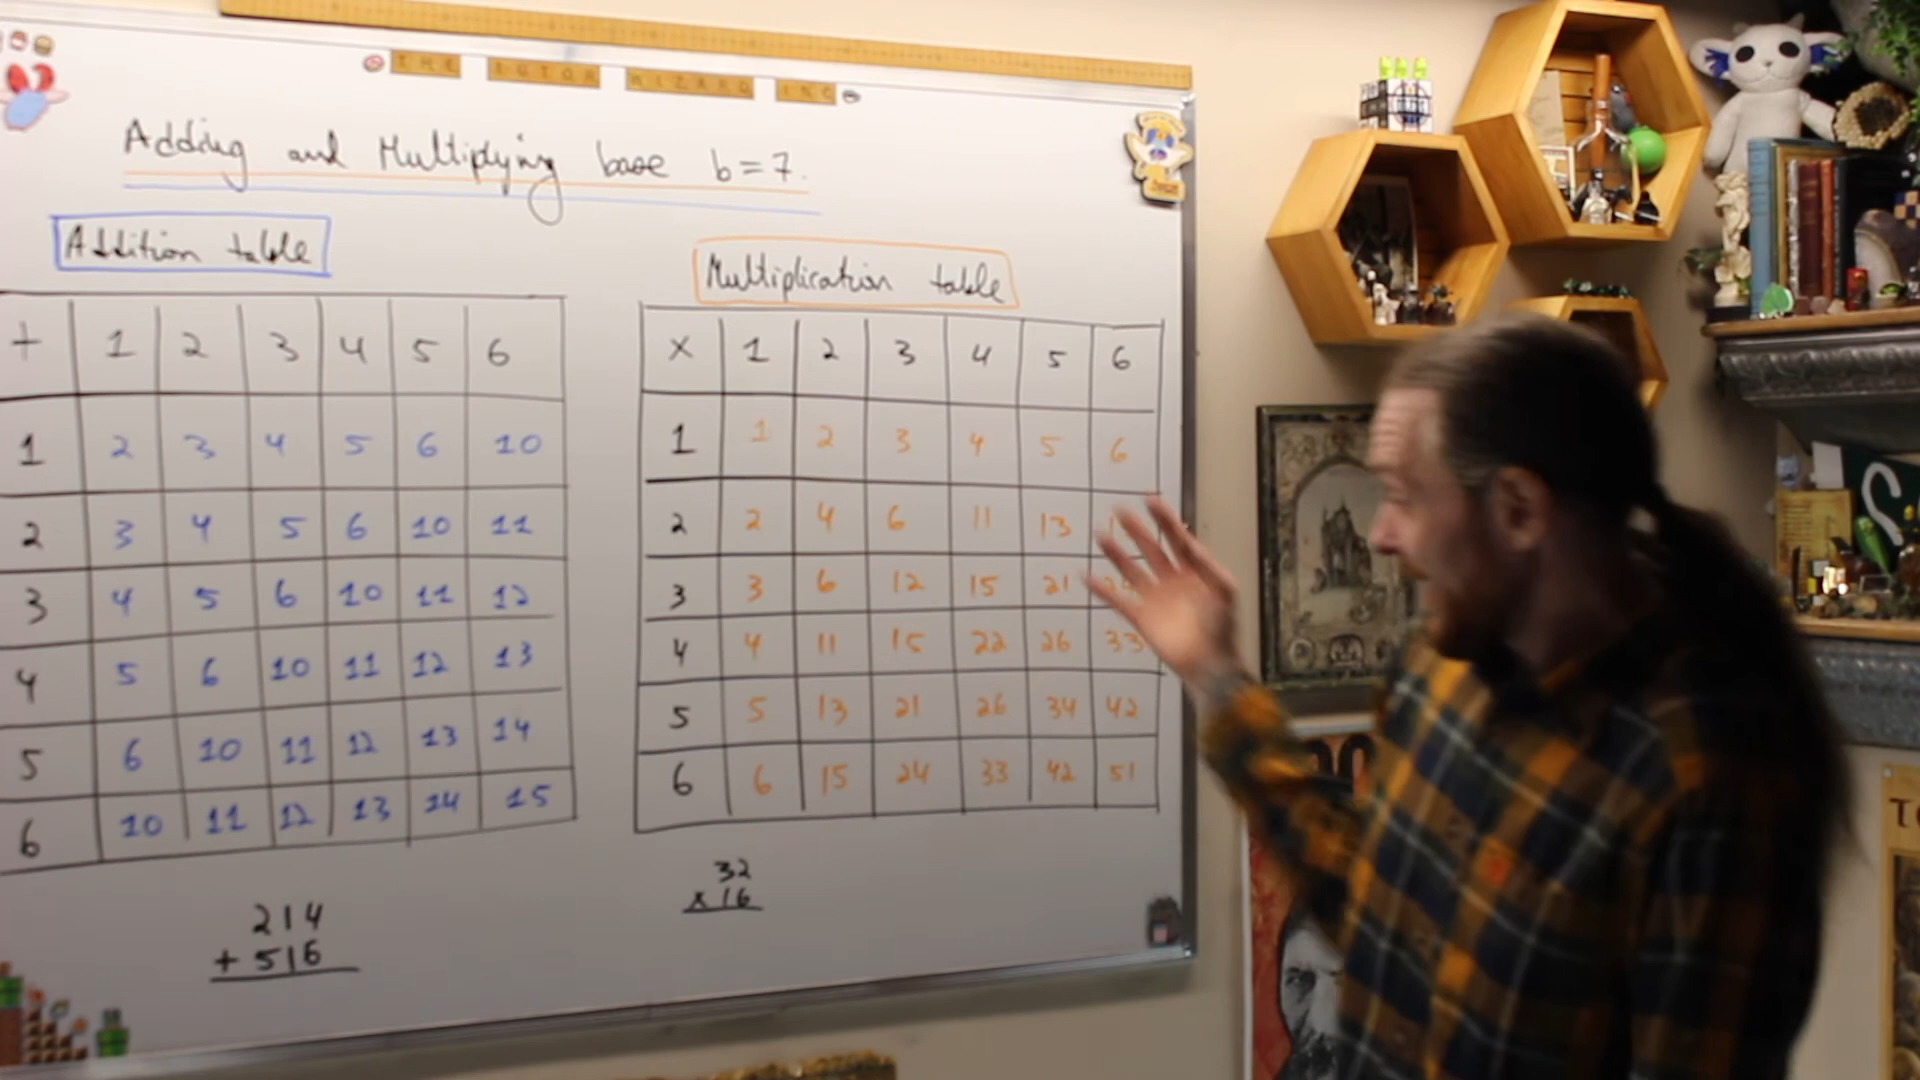 THE TUTOR WIZARD INC
Adding and Multiplying base b=7.
Addition table
+ 1 2 3 4 5 6
1 2 3 4 5 6 10
2 3 4 5 6 10 11
3 4 5 6 10 11 12
4 5 6 10 11 12 13
5 6 10 11 12 13 14
6 10 11 12 13 14 15
214
+ 516
Multiplication table
x 1 2 3 4 5 6
1 1 2 3 4 5 6
2 2 4 6 11 13
3 3 6 12 15 21
4 4 11 15 22 26 33
5 5 13 21 26 34 42
6 6 15 24 33 42 51
32
x 16